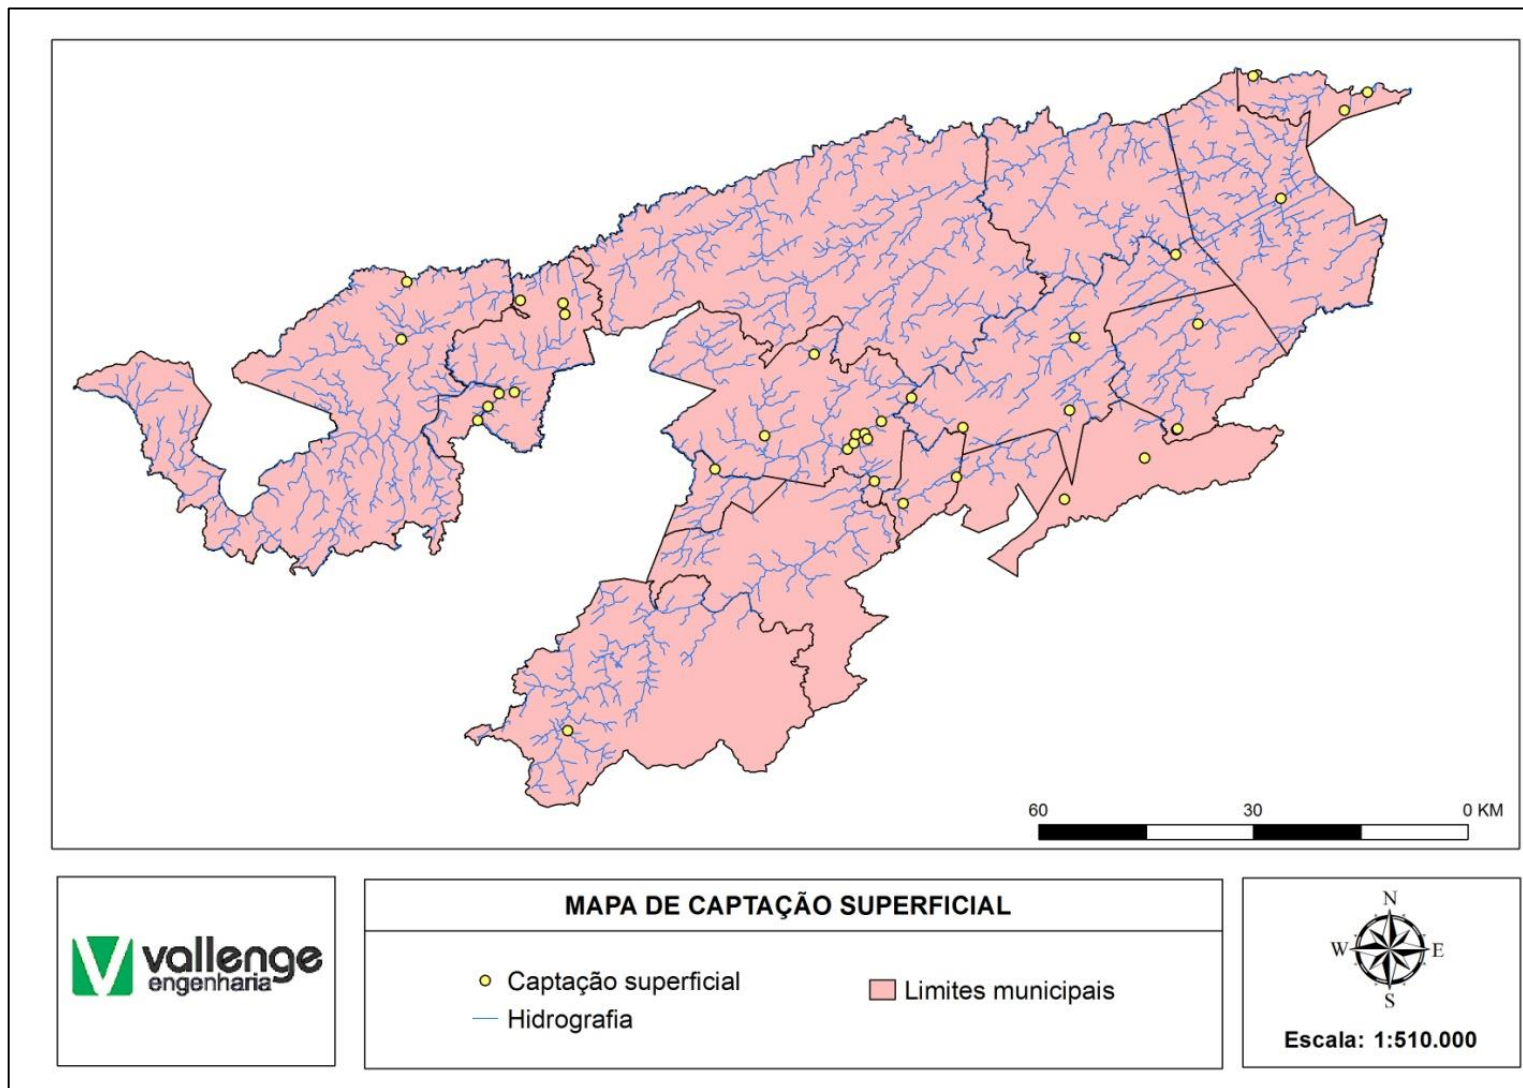 60 30 0 KM
vallenge
engenharia
MAPA DE CAPTAÇÃO SUPERFICIAL
Captação superficial
Hidrografia
Limites municipais
N
W E
S
Escala: 1:510.000